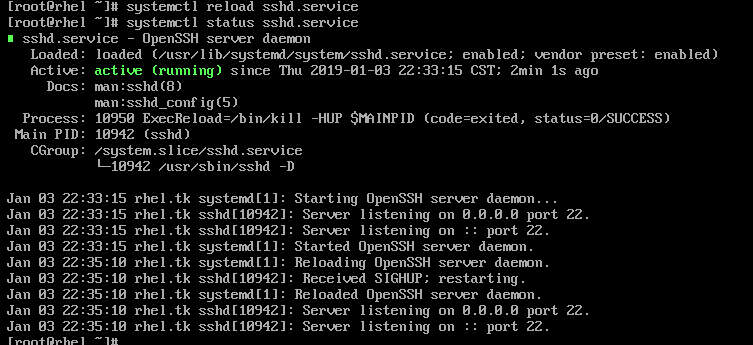 [root@rhel ~]# systemctl reload sshd.service
[root@rhel ~]# systemctl status sshd.service
sshd.service - OpenSSH server daemon
Loaded: loaded (/usr/lib/systemd/system/sshd.service; enabled; vendor preset: enabled)
Active: active (running) since Thu 2019-01-03 22:33:15 CST; 2min 1s ago
Docs: man:sshd(8)
man:sshd_config(5)
Process: 10950 ExecReload=/bin/kill -HUP $MAINPID (code=exited, status=0/SUCCESS)
Main PID: 10942 (sshd)
CGroup: /system.slice/sshd.service
└─10942 /usr/sbin/sshd -D
Jan 03 22:33:15 rhel.tk systemd[1]: Starting OpenSSH server daemon...
Jan 03 22:33:15 rhel.tk sshd[10942]: Server listening on 0.0.0.0 port 22.
Jan 03 22:33:15 rhel.tk sshd[10942]: Server listening on :: port 22.
Jan 03 22:33:15 rhel.tk systemd[1]: Started OpenSSH server daemon.
Jan 03 22:35:10 rhel.tk systemd[1]: Reloading OpenSSH server daemon.
Jan 03 22:35:10 rhel.tk sshd[10942]: Received SIGHUP; restarting.
Jan 03 22:35:10 rhel.tk systemd[1]: Reloaded OpenSSH server daemon.
Jan 03 22:35:10 rhel.tk sshd[10942]: Server listening on 0.0.0.0 port 22.
Jan 03 22:35:10 rhel.tk sshd[10942]: Server listening on :: port 22.
[root@rhel ~]#